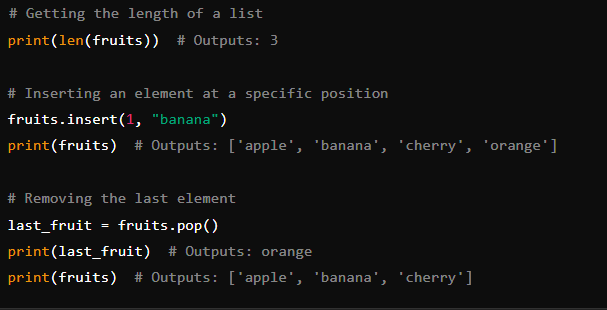 # Getting the length of a list
print(len(fruits))  # Outputs: 3
# Inserting an element at a specific position
fruits.insert(1, "banana")
print(fruits)  # Outputs: ['apple', 'banana', 'cherry', 'orange']
# Removing the last element
last_fruit = fruits.pop()
print(last_fruit)  # Outputs: orange
print(fruits)  # Outputs: ['apple', 'banana', 'cherry']